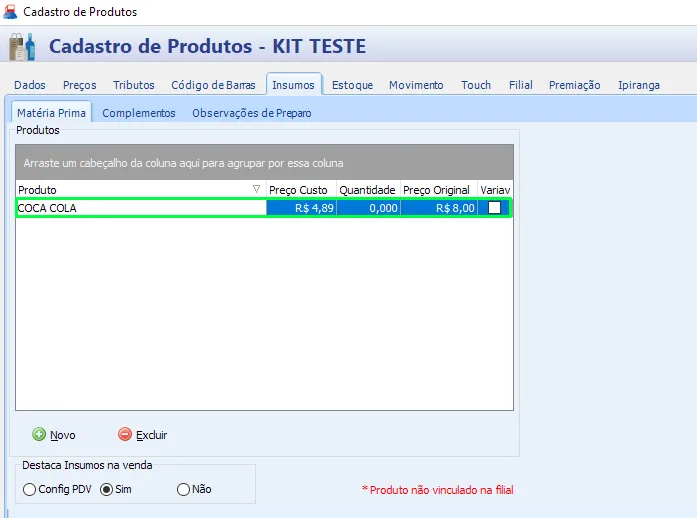 Cadastro de Produtos
Cadastro de Produtos - KIT TESTE
Dados Preços Tributos Código de Barras Insumos Estoque Movimento Touch Filial Premiação Ipiranga
Matéria Prima Complementos Observações de Preparo
Produtos
Arraste um cabeçalho da coluna aqui para agrupar por essa coluna
Produto Preço Custo Quantidade Preço Original Variav
COCA COLA R$ 4,89 0,000 R$ 8,00
Novo Excluir
Destaca Insumos na venda
Config PDV Sim Não
* Produto não vinculado na filial